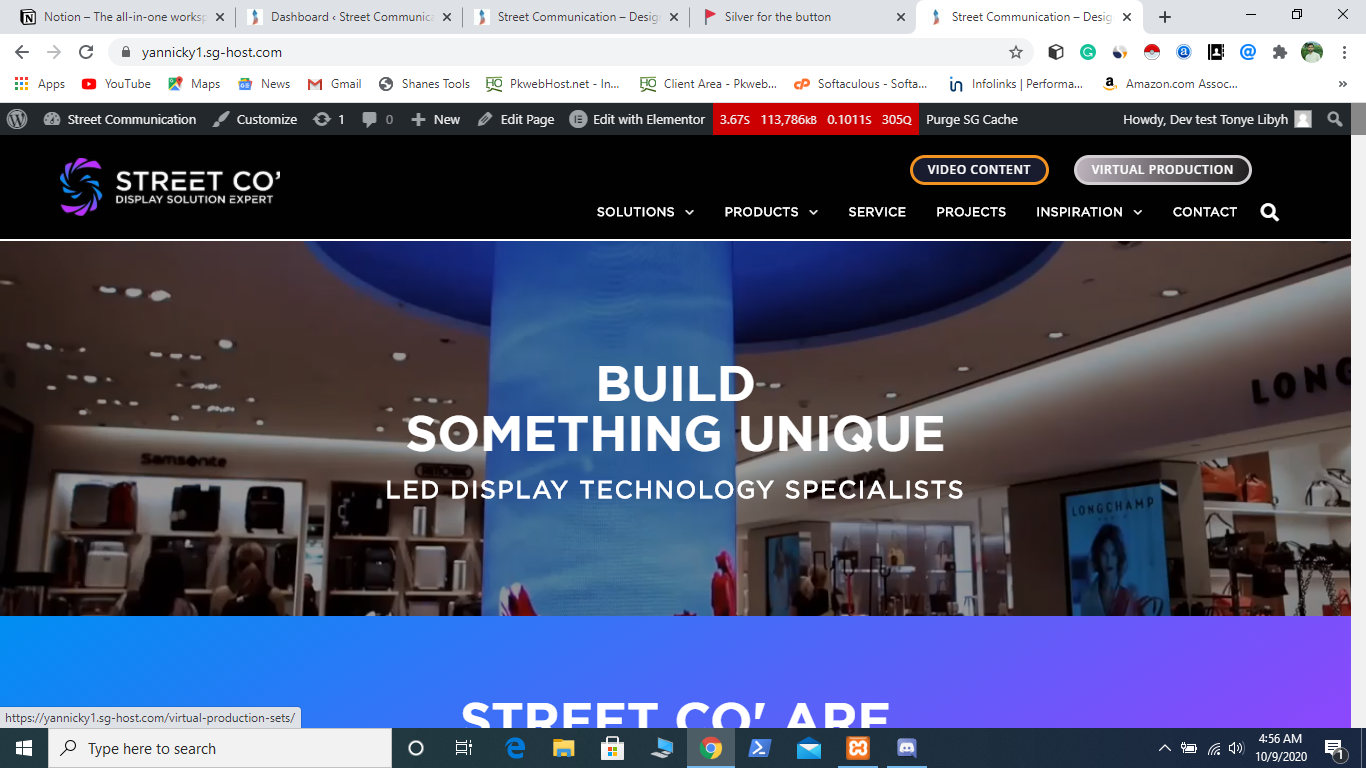 Notion – The all-in-one worksp
Dashboard ‹ Street Communica
Street Communication – Desig
Silver for the button
Street Communication – Desig
yannicky1.sg-host.com
Apps
YouTube
Maps
News
Gmail
Shanes Tools
PkwebHost.net - In...
Client Area - Pkweb...
Softaculous - Softa...
Infolinks | Performa...
Amazon.com Assoc...
»
Street Communication
Customize
1
0
New
Edit Page
Edit with Elementor
3.67S 113,786KB 0.1011S 305Q
Purge SG Cache
Howdy, Dev test Tonye Libyh
STREET CO'
DISPLAY SOLUTION EXPERT
VIDEO CONTENT
VIRTUAL PRODUCTION
SOLUTIONS
PRODUCTS
SERVICE
PROJECTS
INSPIRATION
CONTACT
LONG
BUILD
SOMETHING UNIQUE
LED DISPLAY TECHNOLOGY SPECIALISTS
Samsonite
LONGCHAMP
STREET CO' ARE
https://yannicky1.sg-host.com/virtual-production-sets/
Type here to search
4:56 AM
10/9/2020
1